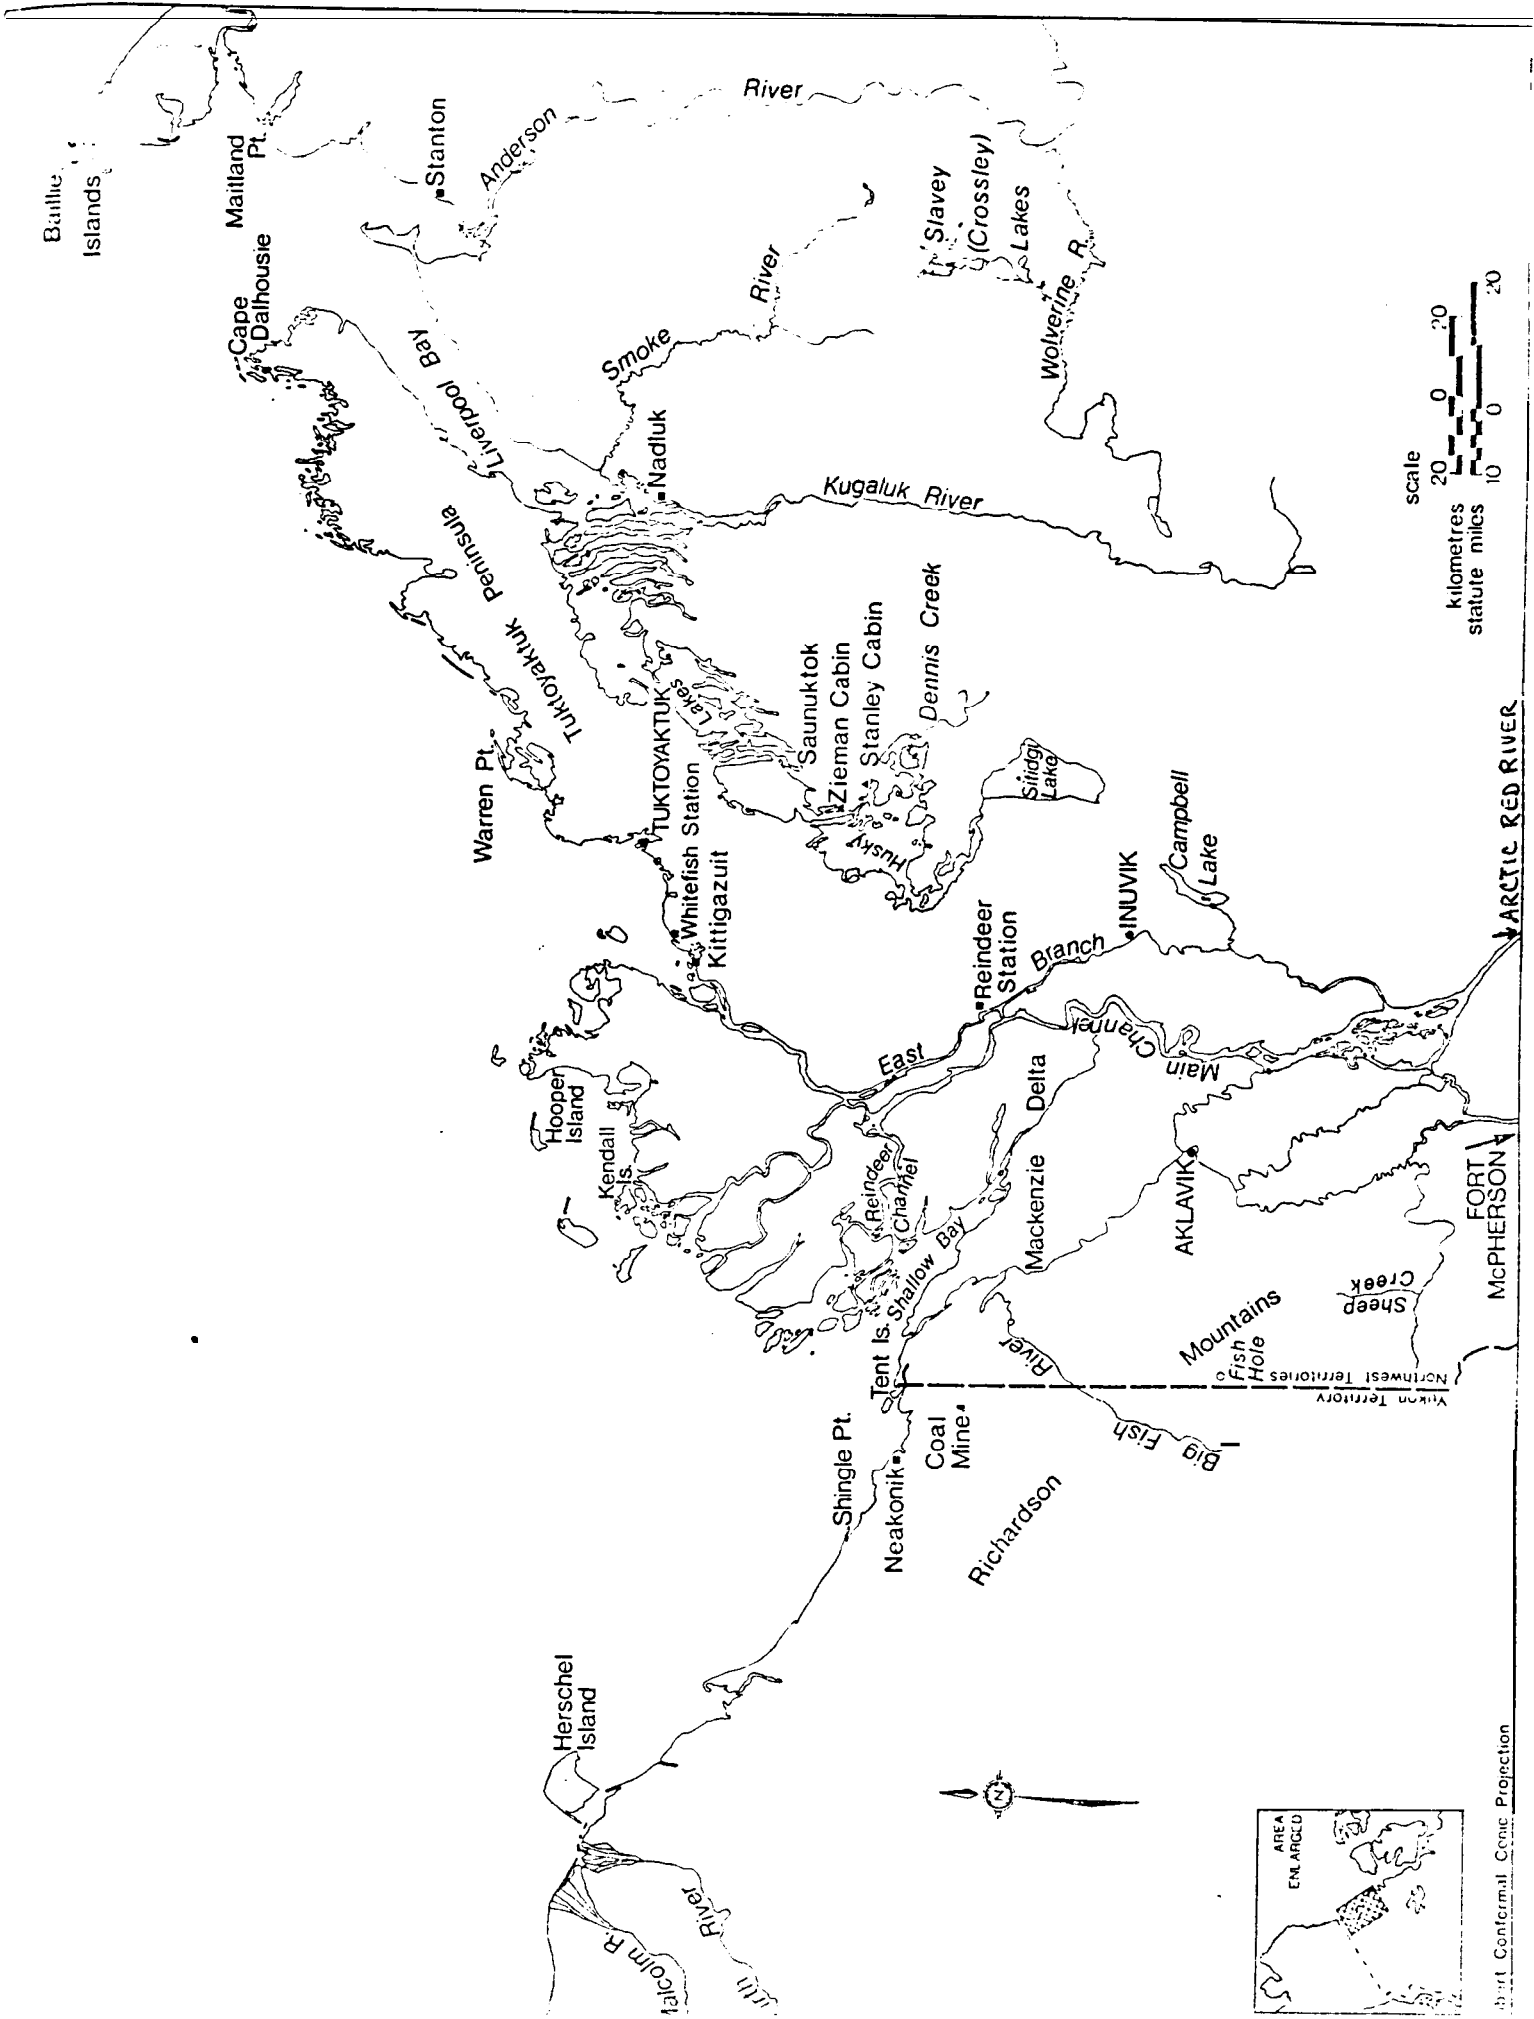 Baillie
Islands
Maitland
Pt.
Cape
Dalhousie
Stanton
Anderson
River
Liverpool Bay
Smoke
River
Slavey
(Crossley)
Lakes
Wolverine R.
Nadluk
Kugaluk River
Tuktoyaktuk Peninsula
Warren Pt.
TUKTOYAKTUK
Whitefish Station
Kittigazuit
Husky
Lakes
Saunuktok
Zieman Cabin
Stanley Cabin
Dennis Creek
Sitidgi
Lake
Campbell
Lake
INUVIK
Reindeer
Station
East
Branch
Main
Channel
ARCTIC RED RIVER
Hooper
Island
Kendall
Is.
Reindeer
Channel
Shallow Bay
Mackenzie Delta
AKLAVIK
FORT
McPHERSON
Sheep
Creek
Tent Is.
Shingle Pt.
Neakonik
Coal
Mine
Big Fish River
Richardson Mountains
Fish
Hole
Yukon Territory
Northwest Territories
Herschel
Island
River
N
scale
20 0 20
kilometres
statute miles
10 0 20
AREA
ENLARGED
Conformal Conic Projection